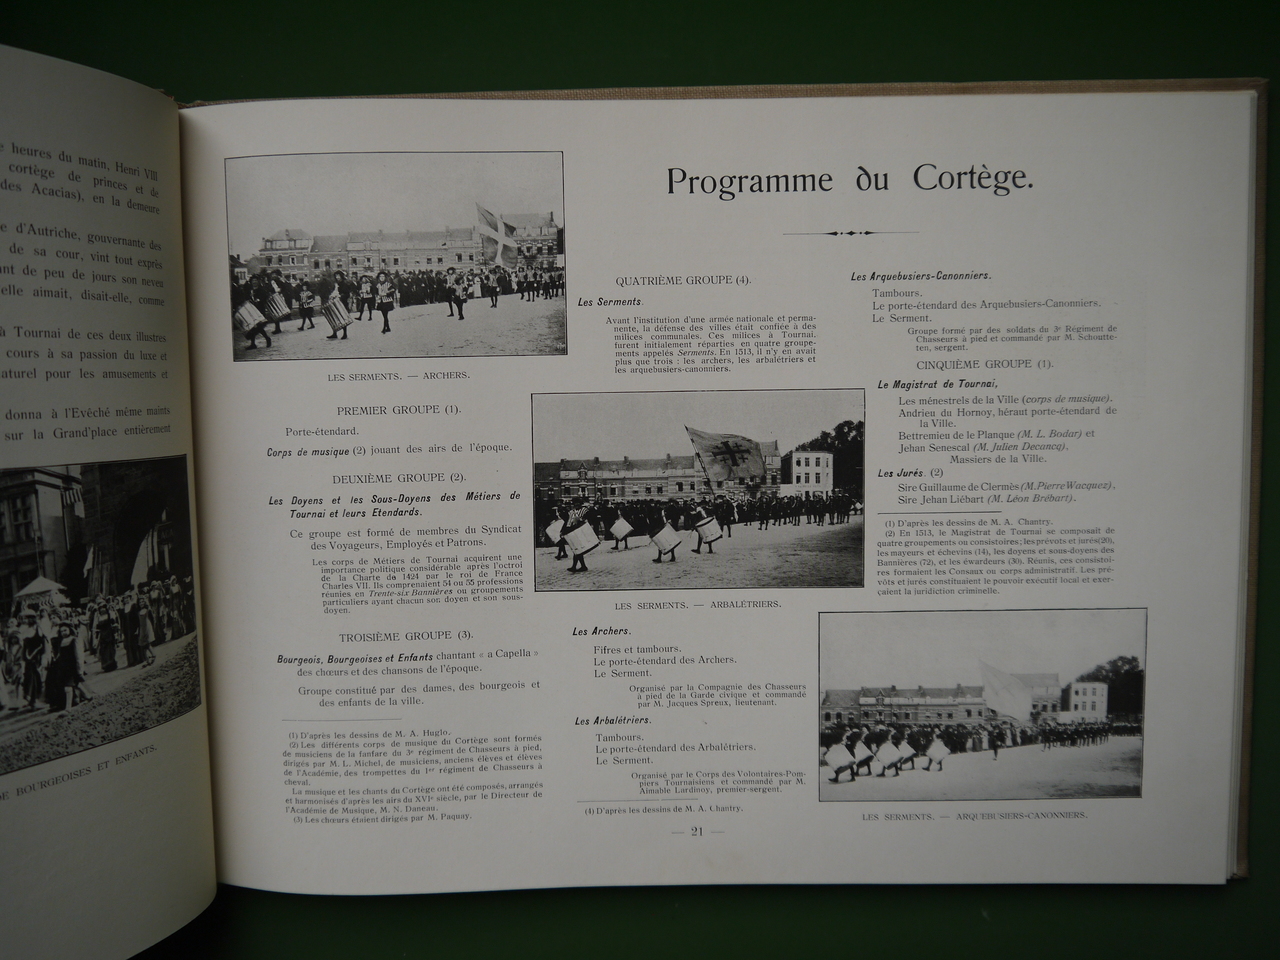 e heures du matin, Henri VIII
cortège de princes et de
des Acacias), en la demeure
e d'Autriche, gouvernante des
de sa cour, vint tout exprès
ant de peu de jours son neveu
elle aimait, disait-elle, comme
à Tournai de ces deux illustres
cours à sa passion du luxe et
naturel pour les amusements et
donna à l'Evêché même maints
sur la Grand'place entièrement
DE BOURGEOISES ET ENFANTS.
Programme du Cortège.
LES SERMENTS. — ARCHERS.
PREMIER GROUPE (1).
Porte-étendard.
Corps de musique (2) jouant des airs de l'époque.
DEUXIÈME GROUPE (2).
Les Doyens et les Sous-Doyens des Métiers de
Tournai et leurs Etendards.
Ce groupe est formé de membres du Syndicat
des Voyageurs, Employés et Patrons.
Les corps de Métiers de Tournai acquirent une
importance politique considérable après l'octroi
de la Charte de 1424 par le roi de France
Charles VII. Ils comprenaient 54 ou 55 professions
réunies en Trente-six Bannières ou groupements
particuliers ayant chacun son doyen et son sous-
doyen.
TROISIÈME GROUPE (3).
Bourgeois, Bourgeoises et Enfants chantant « a Capella »
des chœurs et des chansons de l'époque.
Groupe constitué par des dames, des bourgeois et
des enfants de la ville.
(1) D'après les dessins de M. A. Huglo.
(2) Les différents corps de musique du Cortège sont formés
de musiciens de la fanfare du 3e régiment de Chasseurs à pied,
dirigés par M. L. Michel, de musiciens, anciens élèves et élèves
de l'Académie, des trompettes du 1er régiment de Chasseurs à
cheval.
La musique et les chants du Cortège ont été composés, arrangés
et harmonisés d'après les airs du XVIe siècle, par le Directeur de
l'Académie de Musique, M. N. Daneau.
(3) Les chœurs étaient dirigés par M. Paquay.
QUATRIÈME GROUPE (4).
Les Serments.
Avant l'institution d'une armée nationale et perma-
nente, la défense des villes était confiée à des
milices communales. Ces milices à Tournai,
furent initialement réparties en quatre groupe-
ments appelés Serments. En 1513, il n'y en avait
plus que trois : les archers, les arbalétriers et
les arquebusiers-canonniers.
LES SERMENTS. — ARBALÉTRIERS.
Les Archers.
Fifres et tambours.
Le porte-étendard des Archers.
Le Serment.
Organisé par la Compagnie des Chasseurs
à pied de la Garde civique et commandé
par M. Jacques Spreux, lieutenant.
Les Arbalétriers.
Tambours.
Le porte-étendard des Arbalétriers.
Le Serment.
Organisé par le Corps des Volontaires-Pom-
piers Tournaisiens et commandé par M.
Aimable Lardinoy, premier-sergent.
(4) D'après les dessins de M. A. Chantry.
Les Arquebusiers-Canonniers.
Tambours.
Le porte-étendard des Arquebusiers-Canonniers.
Le Serment.
Groupe formé par des soldats du 3e Régiment de
Chasseurs à pied et commandé par M. Schoutte-
ten, sergent.
CINQUIÈME GROUPE (1).
Le Magistrat de Tournai,
Les ménestrels de la Ville (corps de musique).
Andrieu du Hornoy, héraut porte-étendard de
la Ville.
Bettremieu de le Planque (M. L. Bodar) et
Jehan Senescal (M. Julien Decancq),
Massiers de la Ville.
Les Jurés. (2)
Sire Guillaume de Clermès (M. Pierre Wacquez),
Sire Jehan Liébart (M. Léon Brébart).
(1) D'après les dessins de M. A. Chantry.
(2) En 1513, le Magistrat de Tournai se composait de
quatre groupements ou consistoires; les prévots et jurés (20),
les mayeurs et échevins (14), les doyens et sous-doyens des
Bannières (72), et les éwardeurs (30). Réunis, ces consistoi-
res formaient les Consaux ou corps administratif. Les pré-
vôts et jurés constituaient le pouvoir exécutif local et exer-
çaient la juridiction criminelle.
LES SERMENTS. — ARQUEBUSIERS-CANONNIERS.
— 21 —